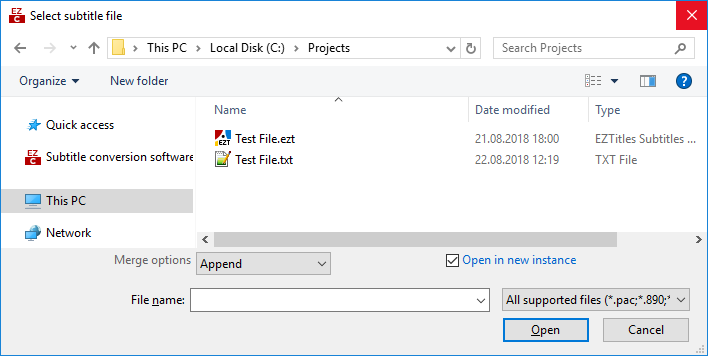 EZ
C
Select subtitle file
This PC > Local Disk (C:) > Projects
Search Projects
Organize
New folder
?
Name
Date modified
Type
Quick access
EZ
C
Subtitle conversion software
This PC
Network
EZT
Test File.ezt
21.08.2018 18:00
EZTitles Subtitles ...
Test File.txt
22.08.2018 12:19
TXT File
Merge options
Append
Open in new instance
File name:
All supported files (*.pac;*.890;*
Open
Cancel